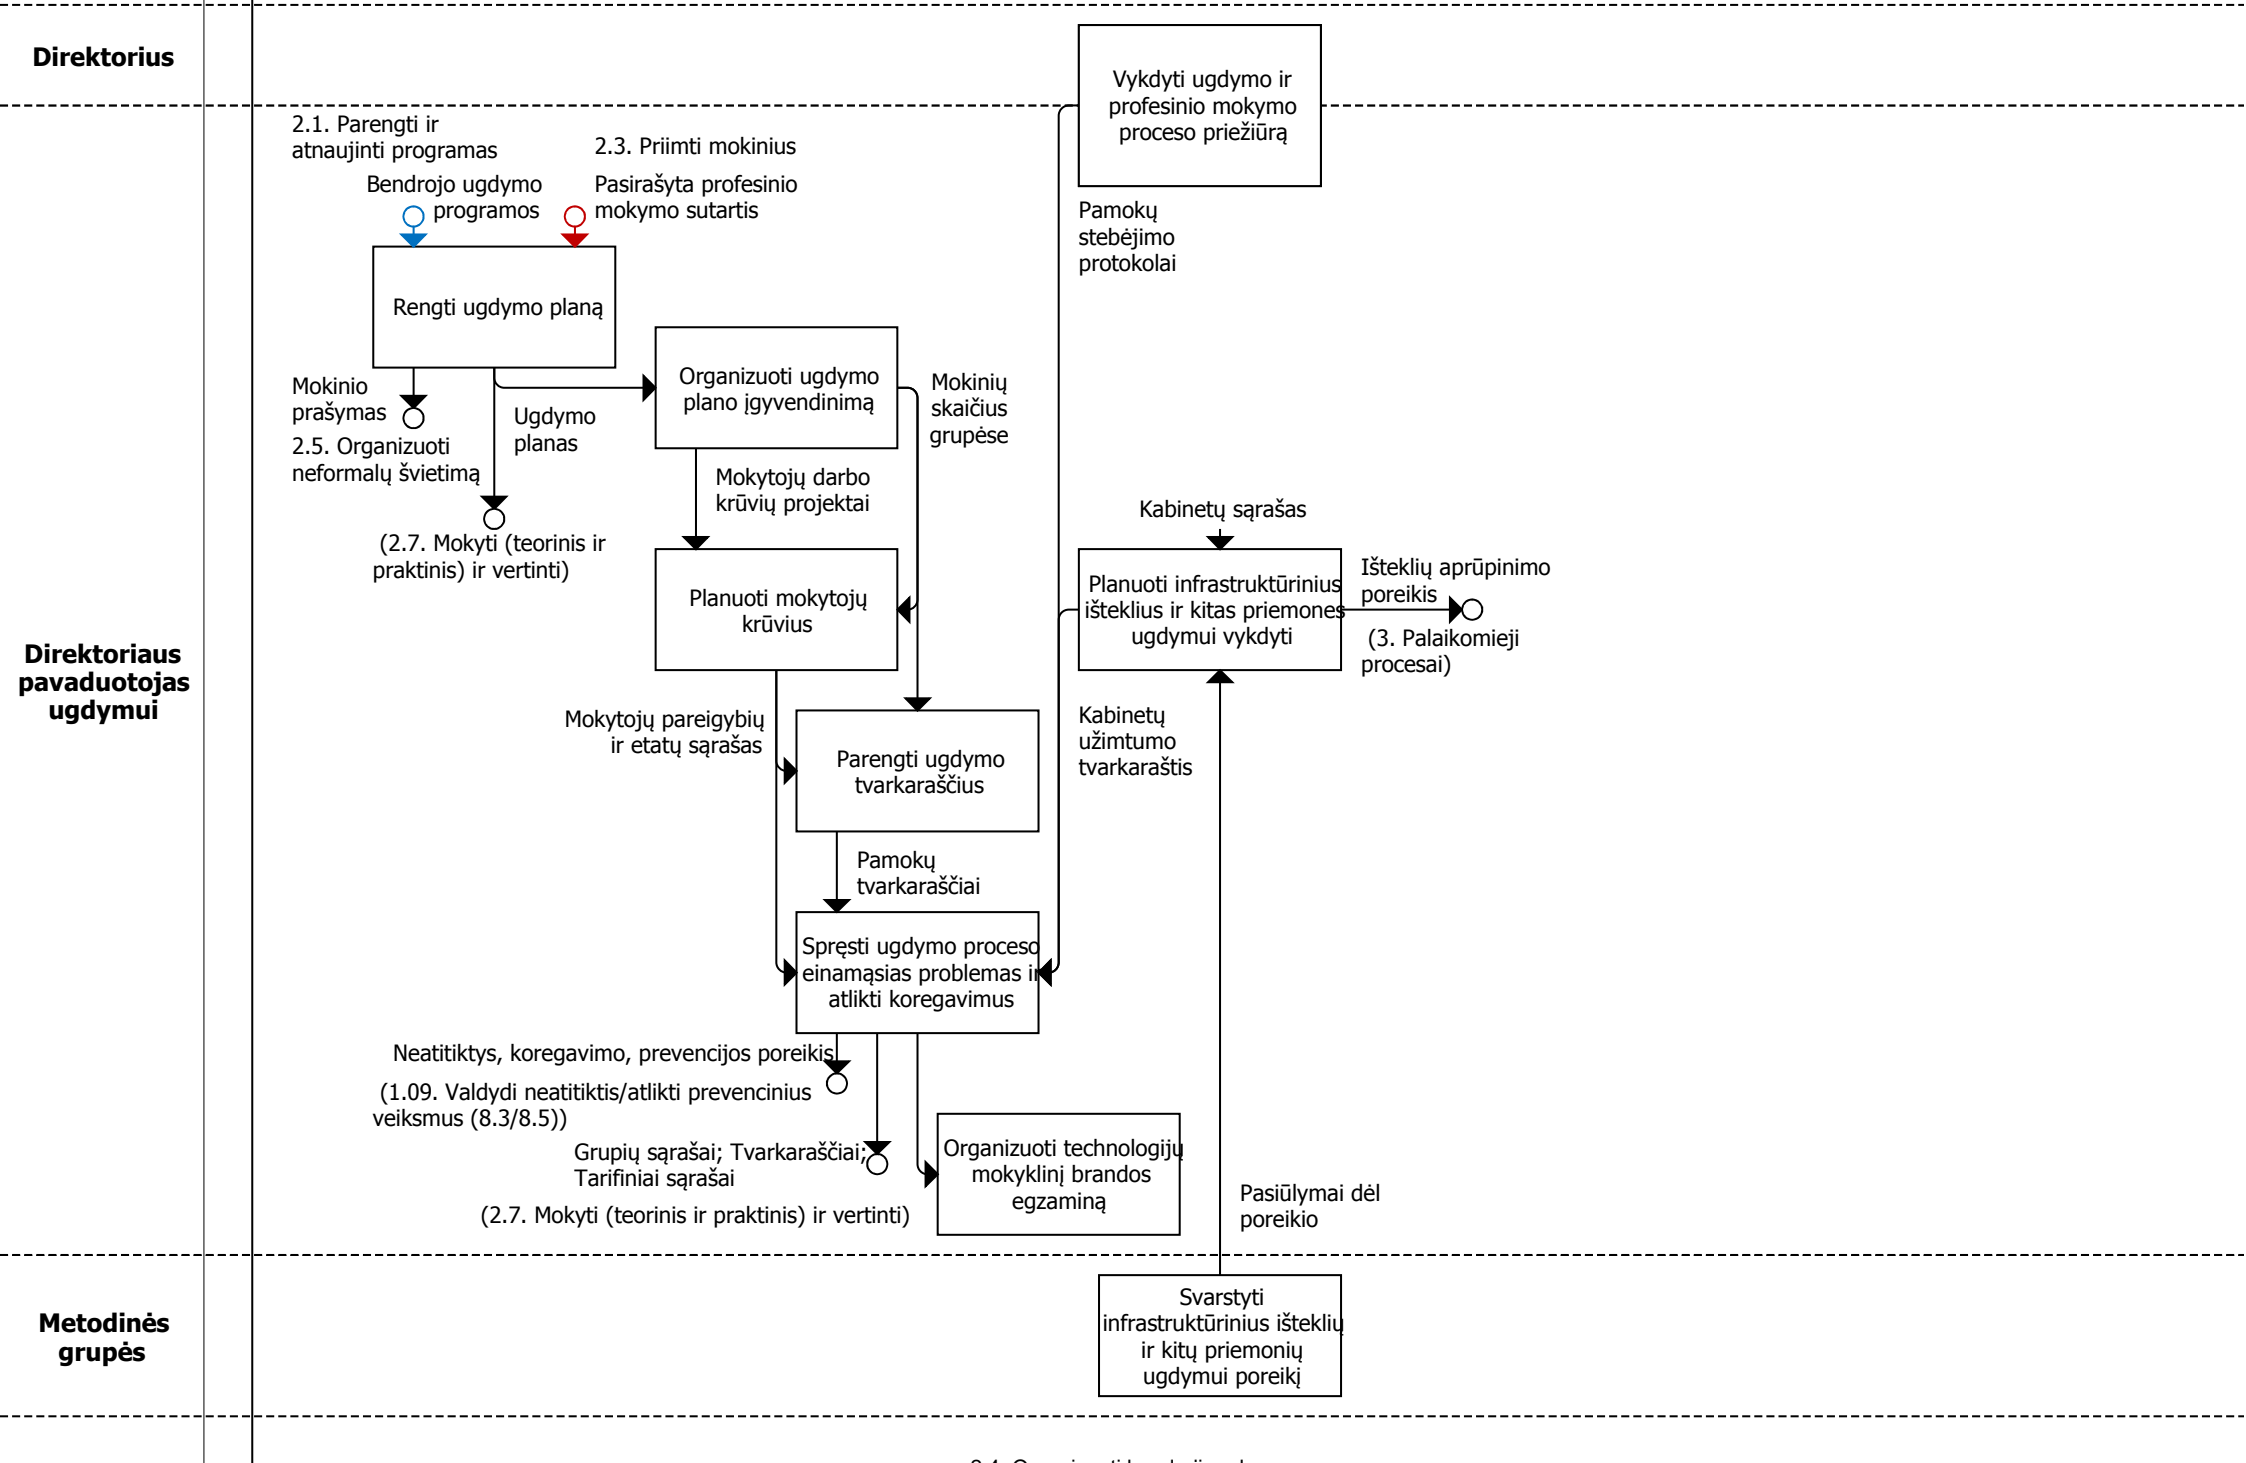 Direktorius
Vykdyti ugdymo ir
profesinio mokymo
proceso priežiūrą
2.1. Parengti ir
atnaujinti programas
2.3. Priimti mokinius
Bendrojo ugdymo
programos
Pasirašyta profesinio
mokymo sutartis
Pamokų
stebėjimo
protokolai
Rengti ugdymo planą
Organizuoti ugdymo
plano įgyvendinimą
Mokinių
skaičius
grupėse
Mokinio
prašymas
2.5. Organizuoti
neformalų švietimą
Ugdymo
planas
Mokytojų darbo
krūvių projektai
Kabinetų sąrašas
(2.7. Mokyti (teorinis ir
praktinis) ir vertinti)
Planuoti mokytojų
krūvius
Planuoti infrastruktūrinius
išteklius ir kitas priemones
ugdymui vykdyti
Išteklių aprūpinimo
poreikis
(3. Palaikomieji
procesai)
Direktoriaus
pavaduotojas
ugdymui
Mokytojų pareigybių
ir etatų sąrašas
Parengti ugdymo
tvarkaraščius
Kabinetų
užimtumo
tvarkaraštis
Pamokų
tvarkaraščiai
Spręsti ugdymo proceso
einamąsias problemas ir
atlikti koregavimus
Neatitiktys, koregavimo, prevencijos poreikis
(1.09. Valdydi neatitiktis/atlikti prevencinius
veiksmus (8.3/8.5))
Grupių sąrašai; Tvarkaraščiai;
Tarifiniai sąrašai
(2.7. Mokyti (teorinis ir praktinis) ir vertinti)
Organizuoti technologijų
mokyklinį brandos
egzaminą
Pasiūlymai dėl
poreikio
Metodinės
grupės
Svarstyti
infrastruktūrinius išteklių
ir kitų priemonių
ugdymui poreikį